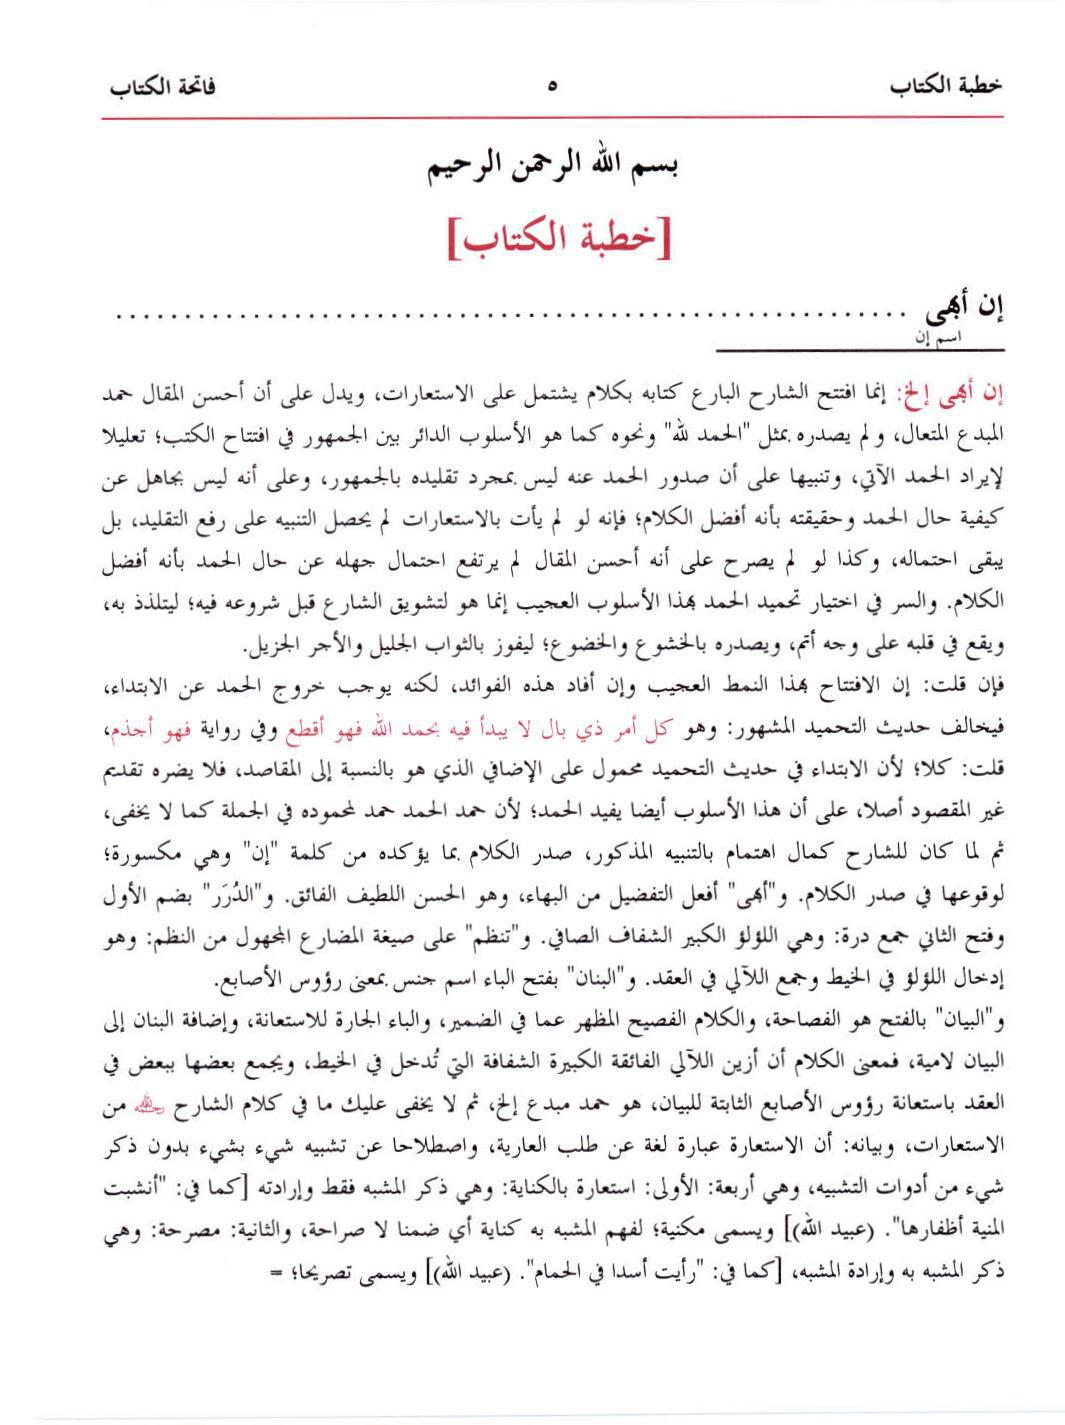 خطبة الكتاب ٥ فاتحة الكتاب
بسم الله الرحمن الرحيم
[خطبة الكتاب]
إن أبهى ........................................................
اسم إن
إن أبهى إلخ: إنما افتتح الشارح البارع كتابه بكلام يشتمل على الاستعارات، ويدل على أن أحسن المقال حمد
المبدع المتعال، ولم يصدره بمثل "الحمد لله" ونحوه كما هو الأسلوب الدائر بين الجمهور في افتتاح الكتب؛ تعليلا
لإيراد الحمد الآتي، وتنبيها على أن صدور الحمد عنه ليس بمجرد تقليده بالجمهور، وعلى أنه ليس بجاهل عن
كيفية حال الحمد وحقيقته بأنه أفضل الكلام؛ فإنه لو لم يأت بالاستعارات لم يحصل التنبيه على رفع التقليد، بل
يبقى احتماله، وكذا لو لم يصرح على أنه أحسن المقال لم يرتفع احتمال جهله عن حال الحمد بأنه أفضل
الكلام. والسر في اختيار تحميد الحمد بهذا الأسلوب العجيب إنما هو لتشويق الشارع قبل شروعه فيه؛ ليتلذذ به،
ويقع في قلبه على وجه أتم، ويصدره بالخشوع والخضوع؛ ليفوز بالثواب الجليل والأجر الجزيل.
فإن قلت: إن الافتتاح بهذا النمط العجيب وإن أفاد هذه الفوائد، لكنه يوجب خروج الحمد عن الابتداء،
فيخالف حديث التحميد المشهور: وهو كل أمر ذي بال لا يبدأ فيه بحمد الله فهو أقطع وفي رواية فهو أجذم،
قلت: كلا؛ لأن الابتداء في حديث التحميد محمول على الإضافي الذي هو بالنسبة إلى المقاصد، فلا يضره تقديم
غير المقصود أصلا، على أن هذا الأسلوب أيضا يفيد الحمد؛ لأن حمد الحمد حمد لمحموده في الجملة كما لا يخفى،
ثم لما كان للشارح كمال اهتمام بالتنبيه المذكور، صدر الكلام بما يؤكده من كلمة "إن" وهي مكسورة؛
لوقوعها في صدر الكلام. و"أبهى" أفعل التفضيل من البهاء، وهو الحسن اللطيف الفائق. و"الدُرَر" بضم الأول
وفتح الثاني جمع درة: وهي اللؤلؤ الكبير الشفاف الصافي. و"تنظم" على صيغة المضارع المجهول من النظم: وهو
إدخال اللؤلؤ في الخيط وجمع اللآلي في العقد. و"البنان" بفتح الباء اسم جنس بمعنى رؤوس الأصابع.
و"البيان" بالفتح هو الفصاحة، والكلام الفصيح المظهر عما في الضمير، والباء الجارة للاستعانة، وإضافة البنان إلى
البيان لامية، فمعنى الكلام أن أزين اللآلي الفائقة الكبيرة الشفافة التي تُدخل في الخيط، ويجمع بعضها ببعض في
العقد باستعانة رؤوس الأصابع الثابتة للبيان، هو حمد مبدع إلخ، ثم لا يخفى عليك ما في كلام الشارح رحمه الله من
الاستعارات، وبيانه: أن الاستعارة عبارة لغة عن طلب العارية، واصطلاحا عن تشبيه شيء بشيء بدون ذكر
شيء من أدوات التشبيه، وهي أربعة: الأولى: استعارة بالكناية: وهي ذكر المشبه فقط وإرادته [كما في: "أنشبت
المنية أظفارها". (عبيد الله)] ويسمى مكنية؛ لفهم المشبه به كناية أي ضمنا لا صراحة، والثانية: مصرحة: وهي
ذكر المشبه به وإرادة المشبه، [كما في: "رأيت أسدا في الحمام". (عبيد الله)] ويسمى تصريحا؛ =